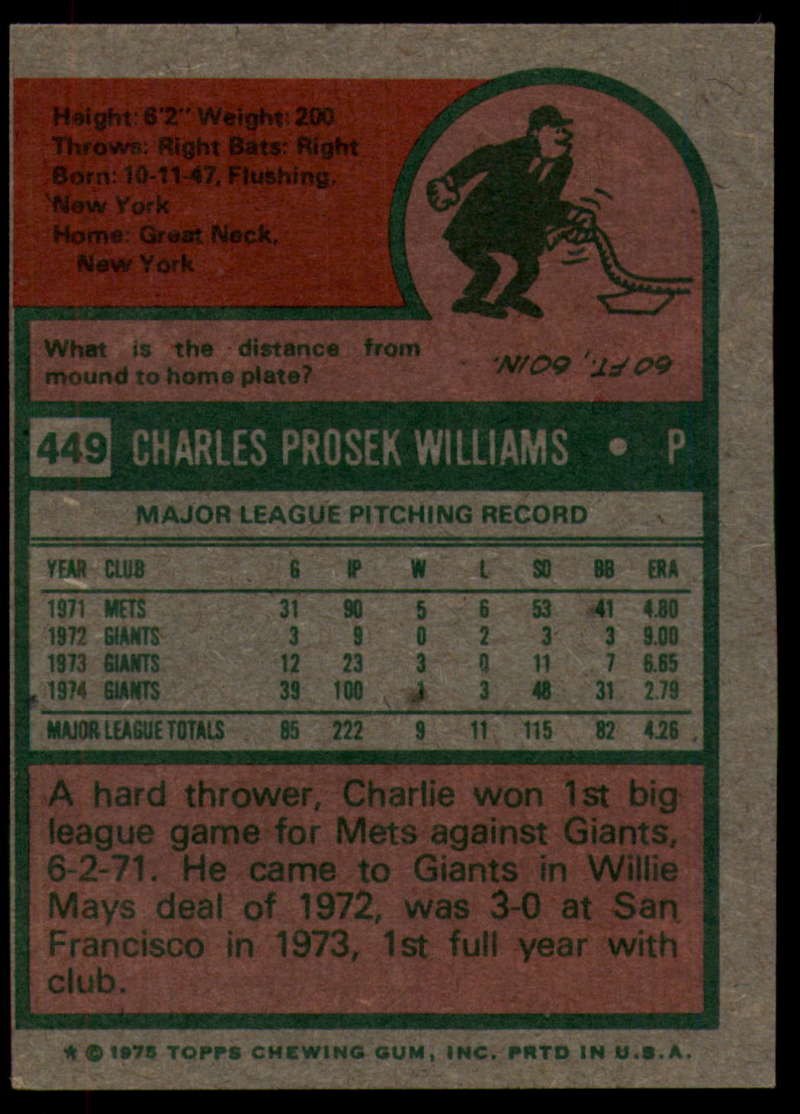 Height: 6'2" Weight: 200
Throws: Right Bats: Right
Born: 10-11-47, Flushing,
New York
Home: Great Neck,
New York
What is the distance from
mound to home plate?
60 FT., 60 IN.
449 CHARLES PROSEK WILLIAMS • P
MAJOR LEAGUE PITCHING RECORD
YEAR CLUB G IP W L SO BB ERA
1971 METS 31 90 5 6 53 41 4.80
1972 GIANTS 3 9 0 2 3 3 9.00
1973 GIANTS 12 23 3 0 11 7 6.65
1974 GIANTS 39 100 1 3 48 31 2.79
MAJOR LEAGUE TOTALS 85 222 9 11 115 82 4.26
A hard thrower, Charlie won 1st big
league game for Mets against Giants,
6-2-71. He came to Giants in Willie
Mays deal of 1972, was 3-0 at San
Francisco in 1973, 1st full year with
club.
* © 1975 TOPPS CHEWING GUM, INC. PRTD IN U.S.A.